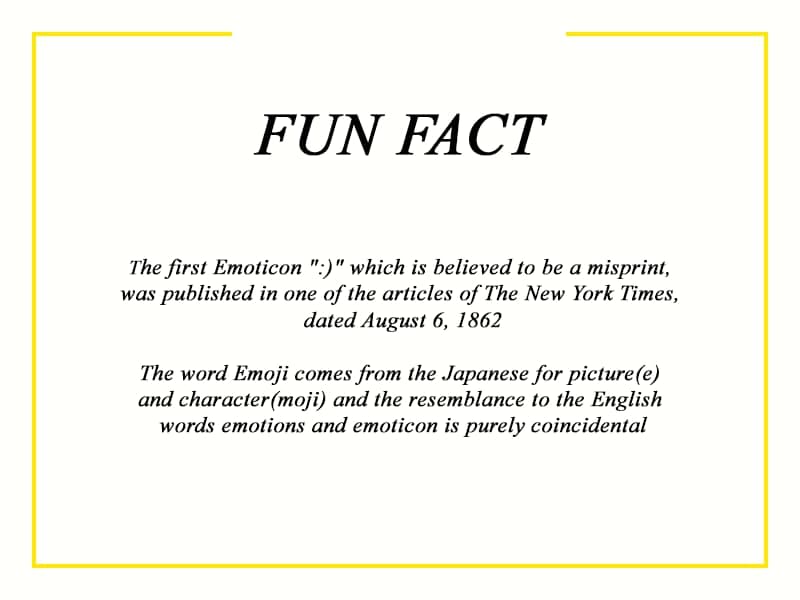 FUN FACT
The first Emoticon ":)" which is believed to be a misprint,
was published in one of the articles of The New York Times,
dated August 6, 1862
The word Emoji comes from the Japanese for picture(e)
and character(moji) and the resemblance to the English
words emotions and emoticon is purely coincidental